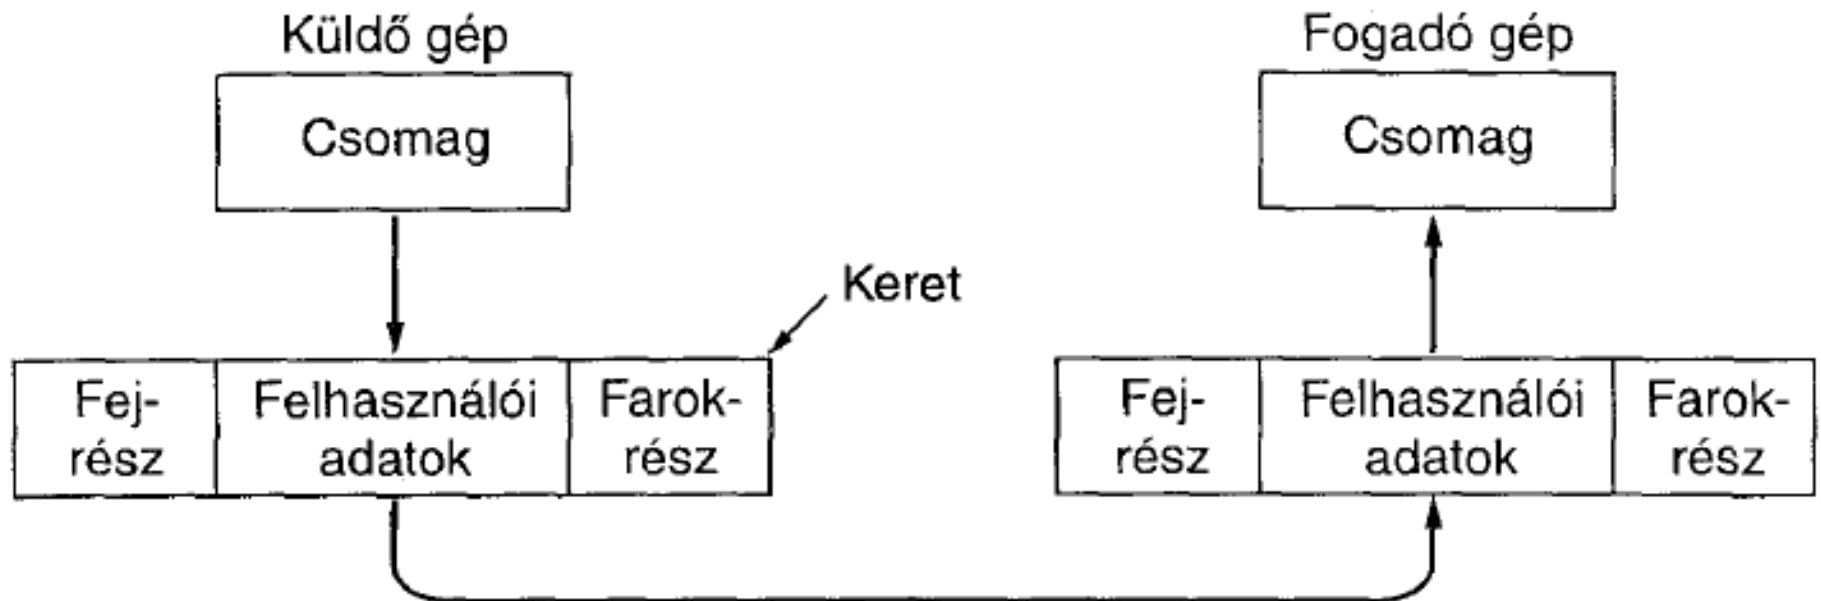 Küldő gép
Fogadó gép
Csomag
Csomag
Keret
Fej-
rész
Felhasználói
adatok
Farok-
rész
Fej-
rész
Felhasználói
adatok
Farok-
rész